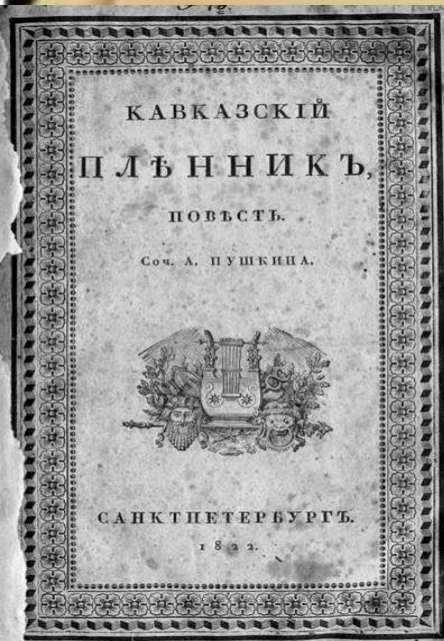 КАВКАЗСКІЙ
ПЛѢННИКЪ,
ПОВѢСТЬ.
Соч. А. ПУШКИНА.
САНКТПЕТЕРБУРГЪ.
1822.